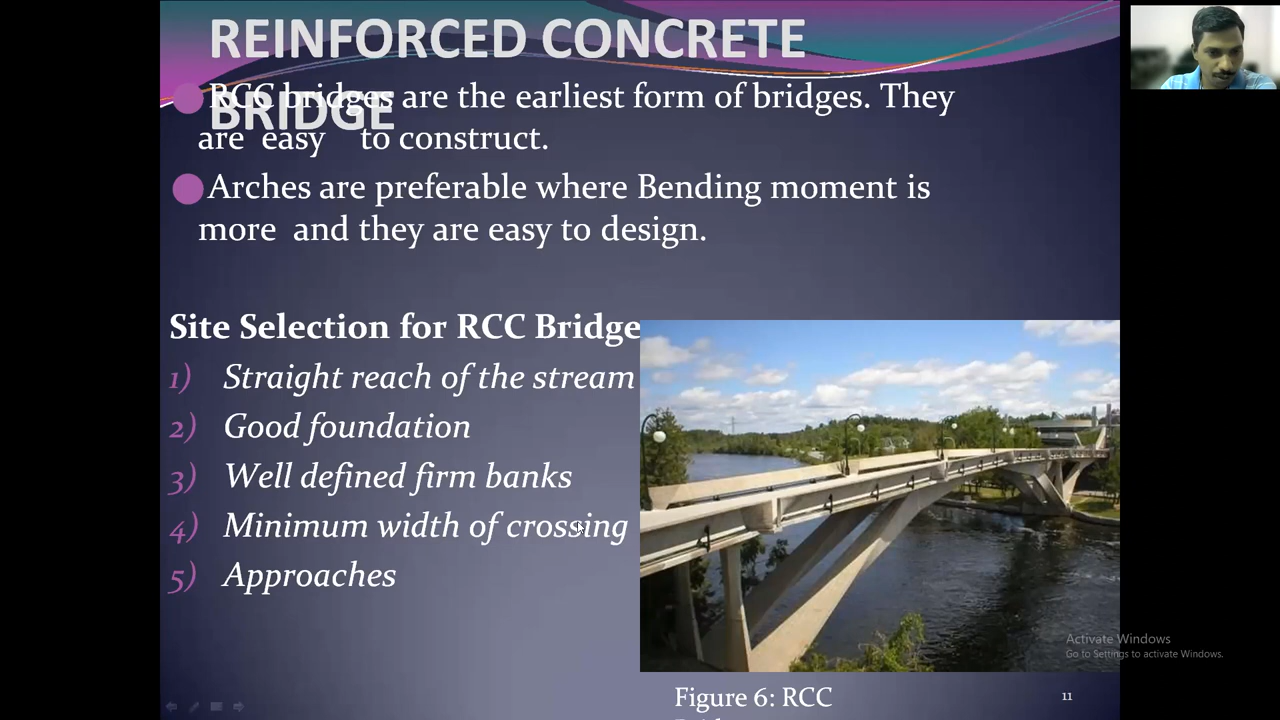 REINFORCED CONCRETE
BRIDGE
RCC bridges are the earliest form of bridges. They
are easy to construct.
Arches are preferable where Bending moment is
more and they are easy to design.
Site Selection for RCC Bridge
1) Straight reach of the stream
2) Good foundation
3) Well defined firm banks
4) Minimum width of crossing
5) Approaches
Figure 6: RCC
11
Activate Windows
Go to Settings to activate Windows.